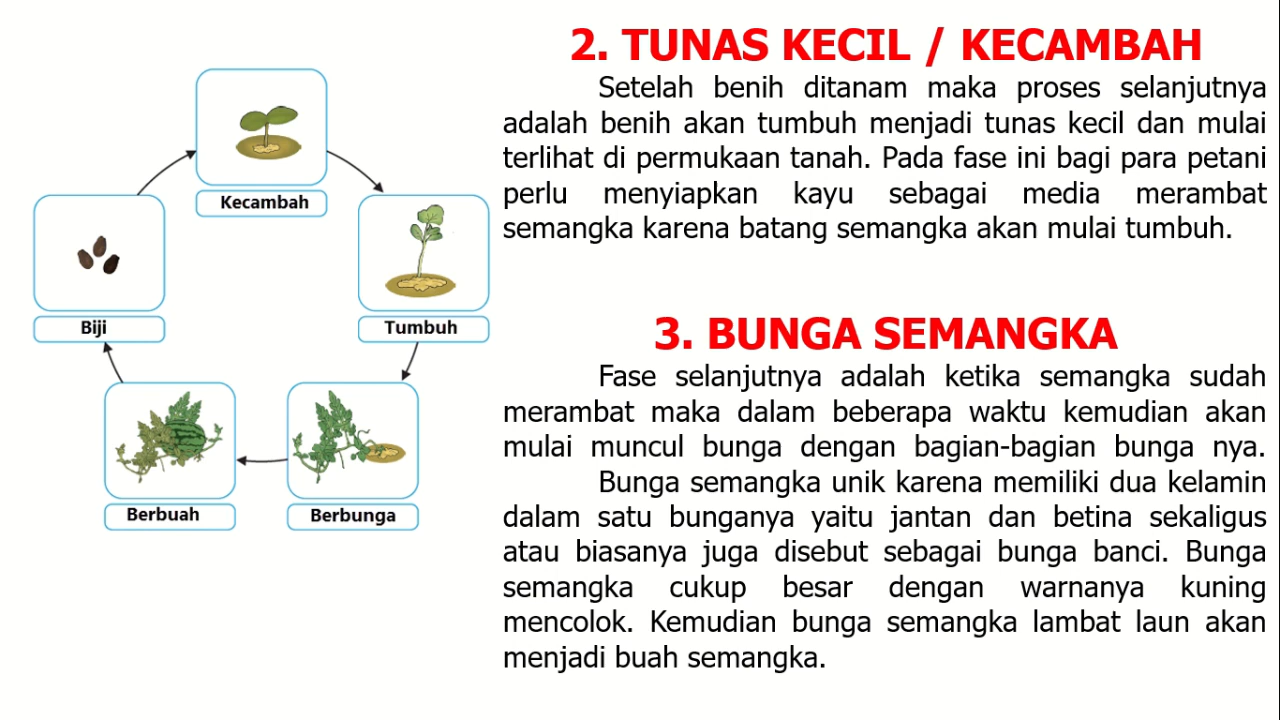 Kecambah
Biji
Tumbuh
Berbuah
Berbunga
2. TUNAS KECIL / KECAMBAH
Setelah benih ditanam maka proses selanjutnya
adalah benih akan tumbuh menjadi tunas kecil dan mulai
terlihat di permukaan tanah. Pada fase ini bagi para petani
perlu menyiapkan kayu sebagai media merambat
semangka karena batang semangka akan mulai tumbuh.
3. BUNGA SEMANGKA
Fase selanjutnya adalah ketika semangka sudah
merambat maka dalam beberapa waktu kemudian akan
mulai muncul bunga dengan bagian-bagian bunga nya.
Bunga semangka unik karena memiliki dua kelamin
dalam satu bunganya yaitu jantan dan betina sekaligus
atau biasanya juga disebut sebagai bunga banci. Bunga
semangka cukup besar dengan warnanya kuning
mencolok. Kemudian bunga semangka lambat laun akan
menjadi buah semangka.